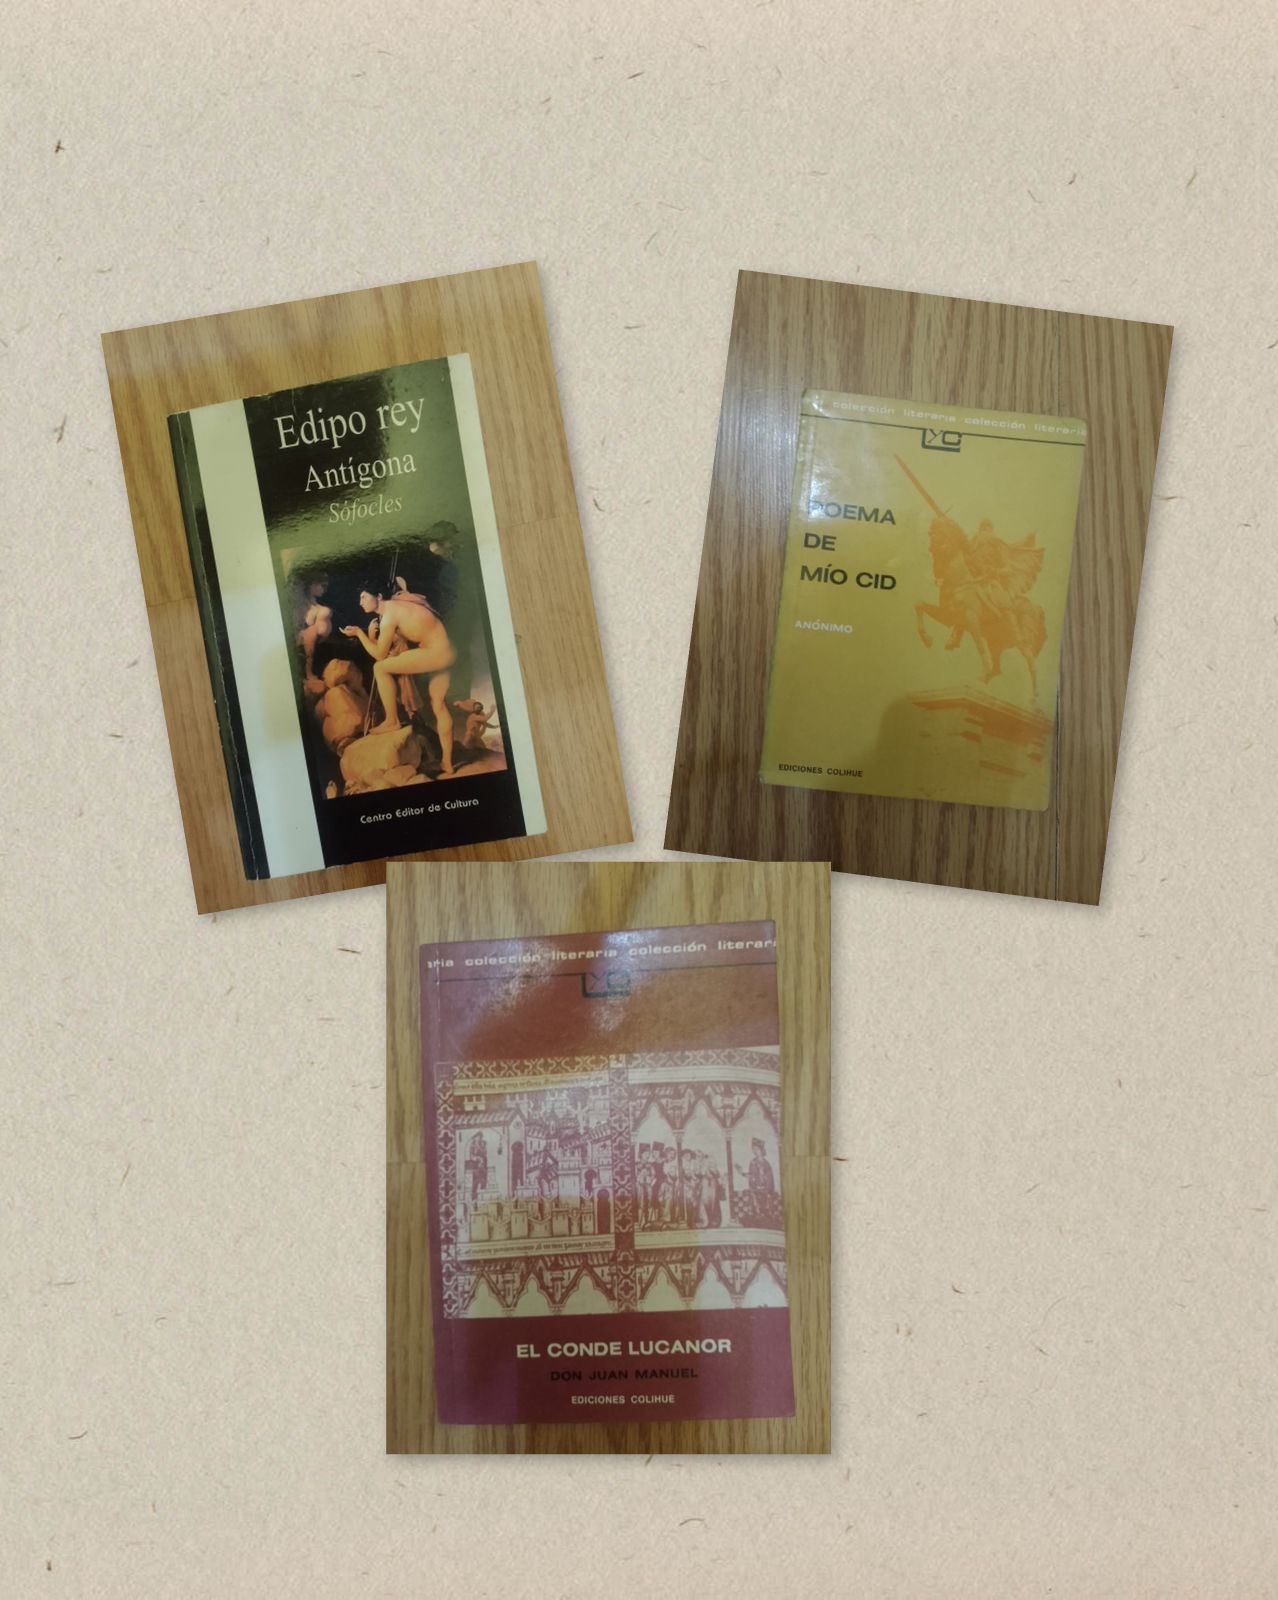 Edipo rey
Antígona
Sófocles
Centro Editor de Cultura
colección literaria colección literaria
LYC
POEMA
DE
MÍO CID
ANÓNIMO
EDICIONES COLIHUE
colección literaria colección
LYC
EL CONDE LUCANOR
DON JUAN MANUEL
EDICIONES COLIHUE